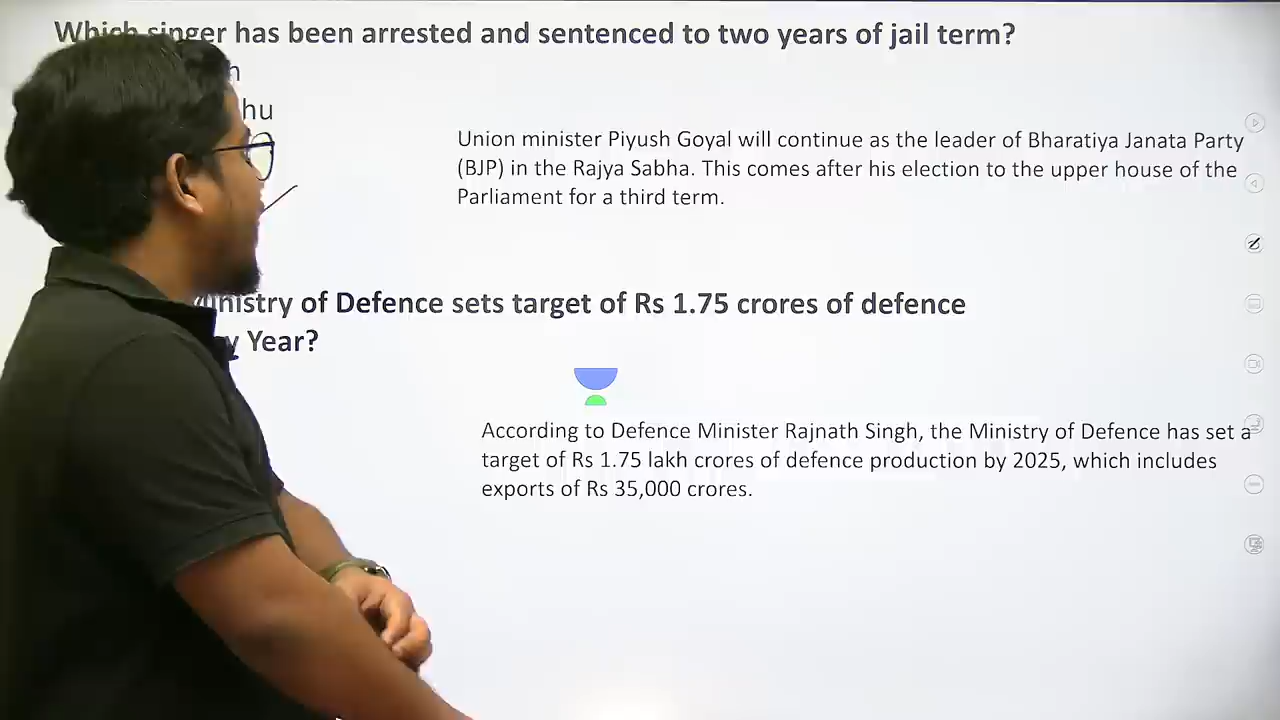 Which singer has been arrested and sentenced to two years of jail term?
Union minister Piyush Goyal will continue as the leader of Bharatiya Janata Party
(BJP) in the Rajya Sabha. This comes after his election to the upper house of the
Parliament for a third term.
Ministry of Defence sets target of Rs 1.75 crores of defence
Year?
According to Defence Minister Rajnath Singh, the Ministry of Defence has set a
target of Rs 1.75 lakh crores of defence production by 2025, which includes
exports of Rs 35,000 crores.